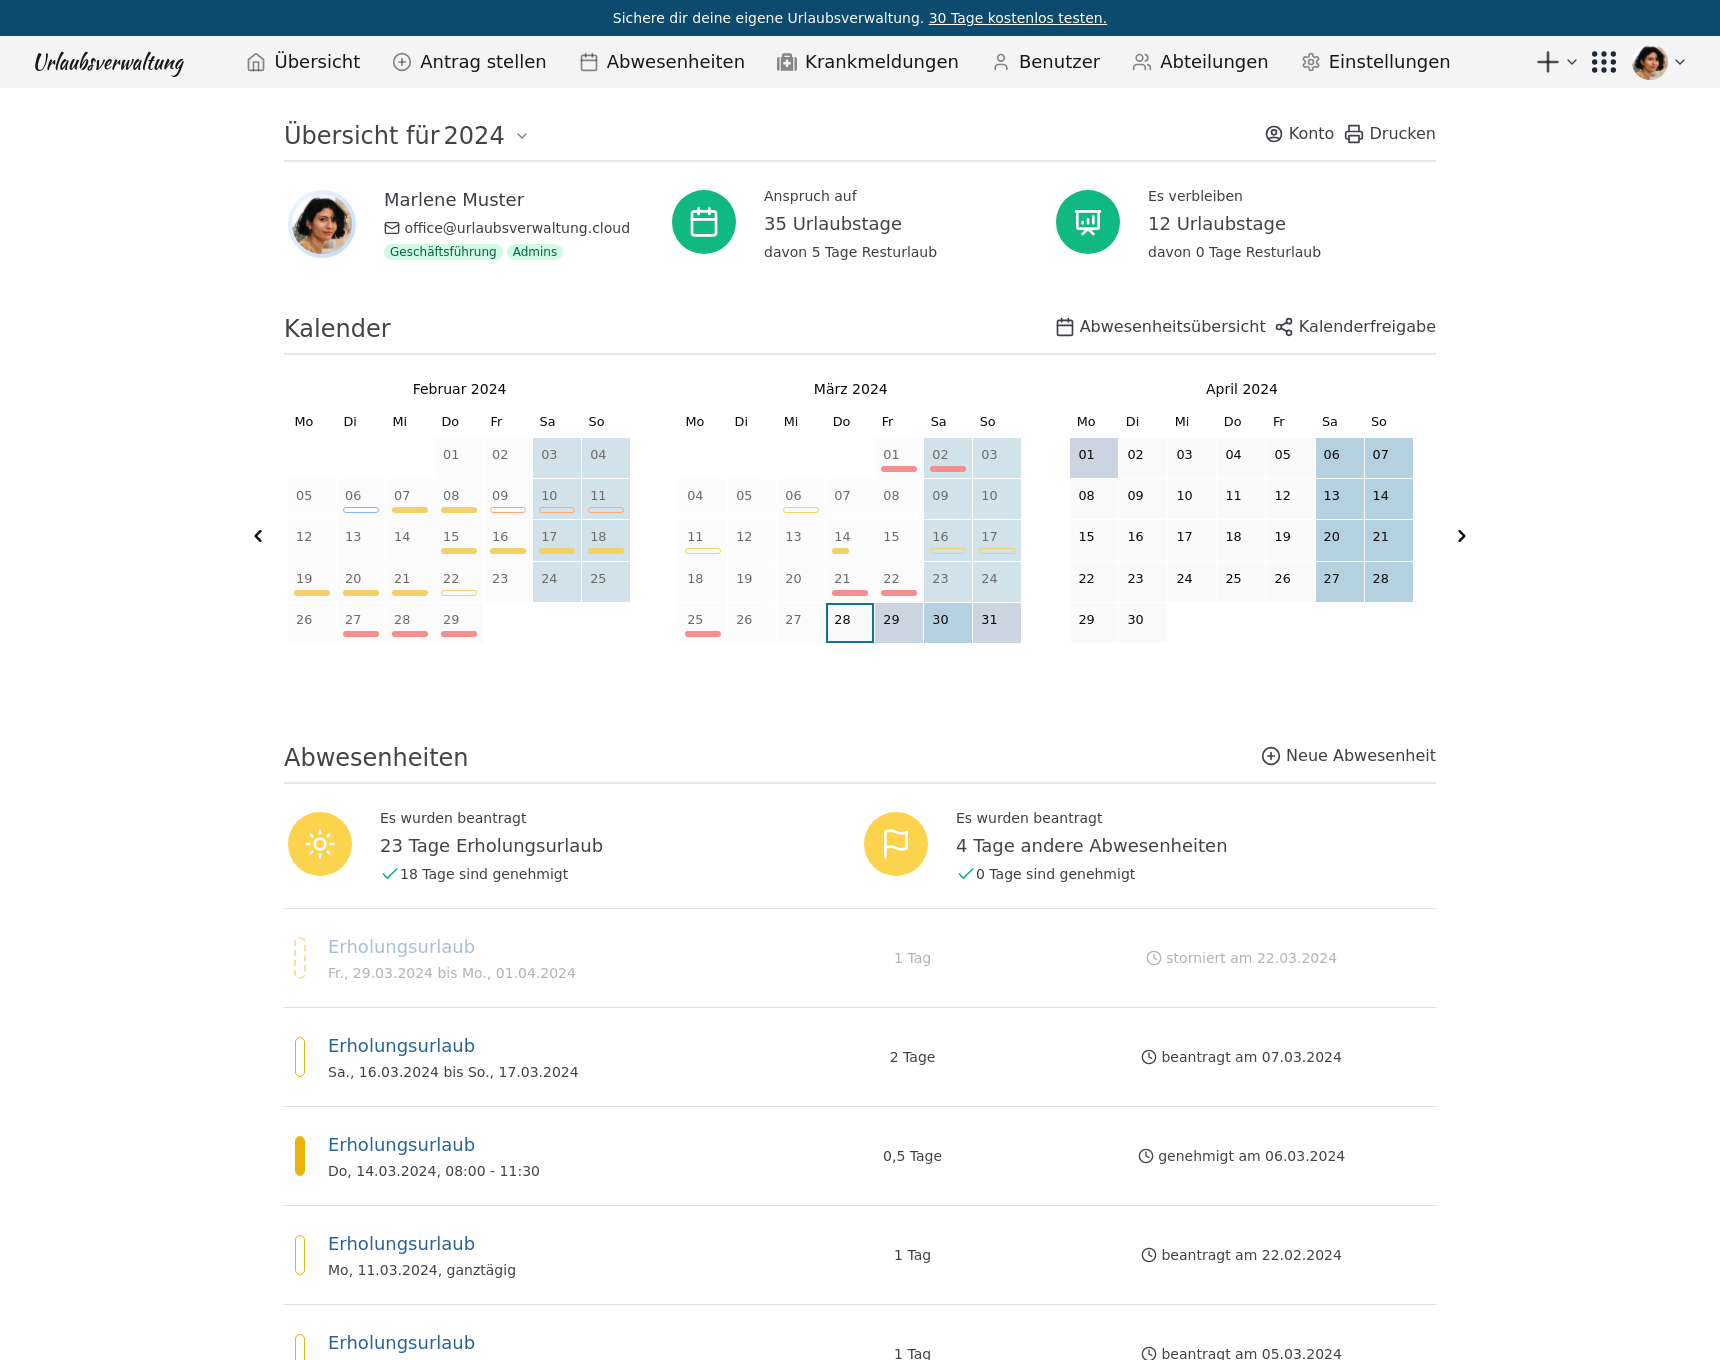 Sichere dir deine eigene Urlaubsverwaltung. 30 Tage kostenlos testen.
Urlaubsverwaltung Übersicht Antrag stellen Abwesenheiten Krankmeldungen Benutzer Abteilungen Einstellungen
Übersicht für 2024 Konto Drucken
Marlene Muster
office@urlaubsverwaltung.cloud
Geschäftsführung Admins
Anspruch auf
35 Urlaubstage
davon 5 Tage Resturlaub
Es verbleiben
12 Urlaubstage
davon 0 Tage Resturlaub
Kalender Abwesenheitsübersicht Kalenderfreigabe
Februar 2024
Mo Di Mi Do Fr Sa So
01 02 03 04
05 06 07 08 09 10 11
12 13 14 15 16 17 18
19 20 21 22 23 24 25
26 27 28 29
März 2024
Mo Di Mi Do Fr Sa So
01 02 03
04 05 06 07 08 09 10
11 12 13 14 15 16 17
18 19 20 21 22 23 24
25 26 27 28 29 30 31
April 2024
Mo Di Mi Do Fr Sa So
01 02 03 04 05 06 07
08 09 10 11 12 13 14
15 16 17 18 19 20 21
22 23 24 25 26 27 28
29 30
Abwesenheiten Neue Abwesenheit
Es wurden beantragt
23 Tage Erholungsurlaub
18 Tage sind genehmigt
Es wurden beantragt
4 Tage andere Abwesenheiten
0 Tage sind genehmigt
Erholungsurlaub
Fr., 29.03.2024 bis Mo., 01.04.2024
1 Tag
storniert am 22.03.2024
Erholungsurlaub
Sa., 16.03.2024 bis So., 17.03.2024
2 Tage
beantragt am 07.03.2024
Erholungsurlaub
Do, 14.03.2024, 08:00 - 11:30
0,5 Tage
genehmigt am 06.03.2024
Erholungsurlaub
Mo, 11.03.2024, ganztägig
1 Tag
beantragt am 22.02.2024
Erholungsurlaub
1 Tag
beantragt am 05.03.2024